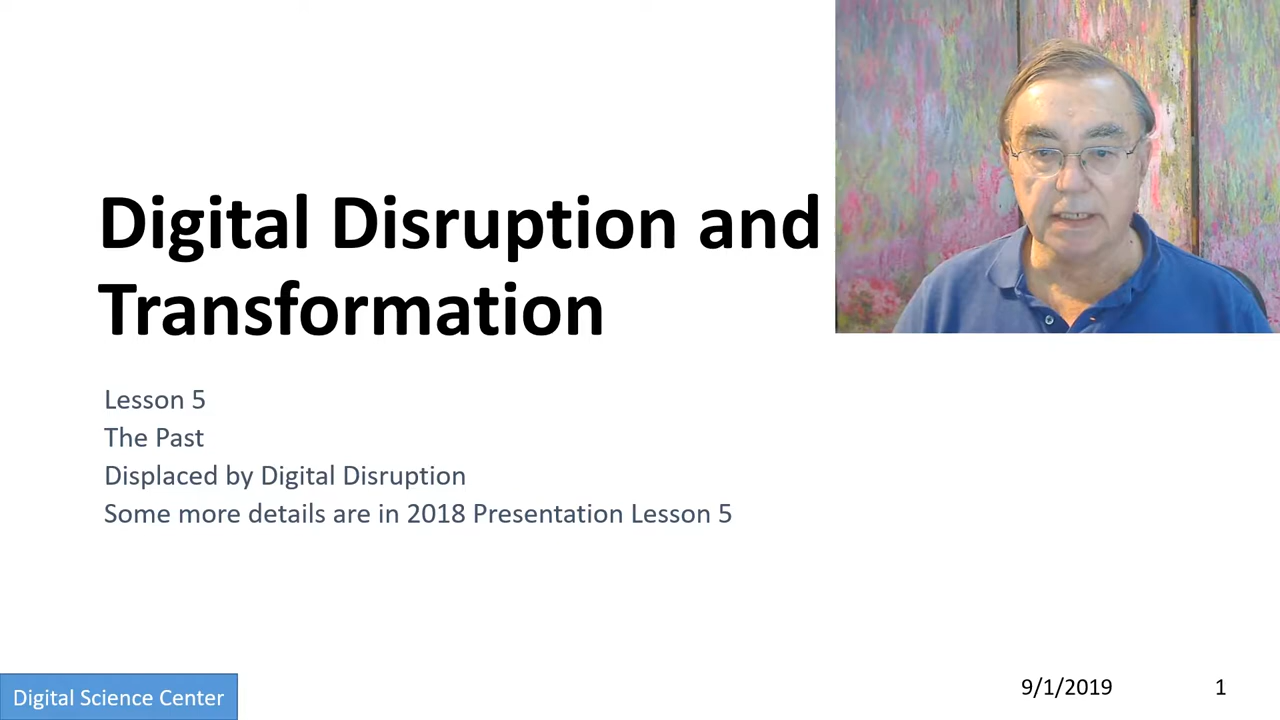 Digital Disruption and
Transformation
Lesson 5
The Past
Displaced by Digital Disruption
Some more details are in 2018 Presentation Lesson 5
Digital Science Center
9/1/2019
1